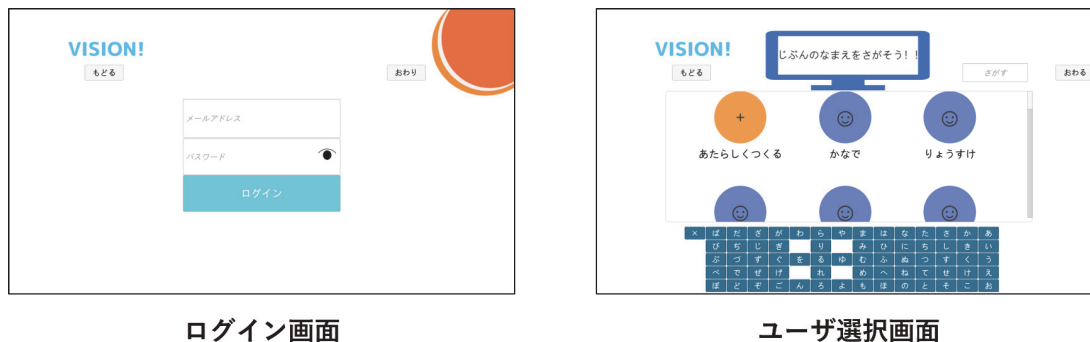 VISION!
もどる
おわり
メールアドレス
パスワード
ログイン
ログイン画面
VISION!
じぶんのなまえをさがそう！！
もどる
さがす
おわる
+
あたらしくつくる
かなで
りょうすけ
× ぱ だ ざ が わ ら や ま は な た さ か あ
び ぢ じ ぎ り み ひ に ち し き い
ぶ づ ず ぐ を る ゆ む ふ ぬ つ す く う
べ で ぜ げ れ め へ ね て せ け え
ぼ ど ぞ ご ん ろ よ も ほ の と そ こ お
ユーザ選択画面